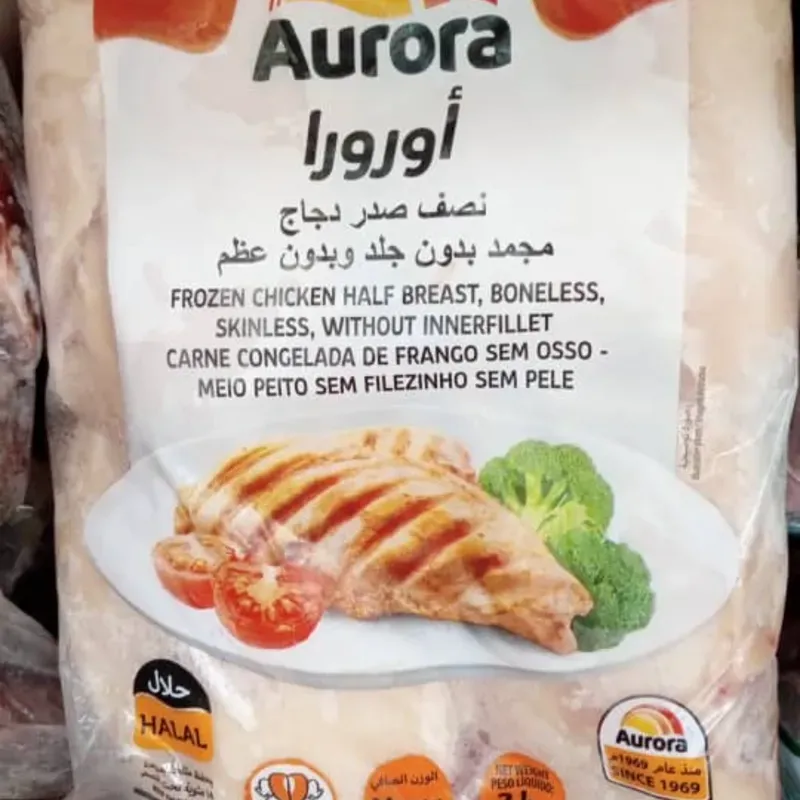 Aurora
أورورا
نصف صدر دجاج
مجمد بدون جلد وبدون عظم
FROZEN CHICKEN HALF BREAST, BONELESS,
SKINLESS, WITHOUT INNERFILLET
CARNE CONGELADA DE FRANGO SEM OSSO -
MEIO PEITO SEM FILEZINHO SEM PELE
حلال
HALAL
الوزن الصافي
NET WEIGHT
PESO LÍQUIDO:
Aurora
منذ عام ١٩٦٩م
SINCE 1969